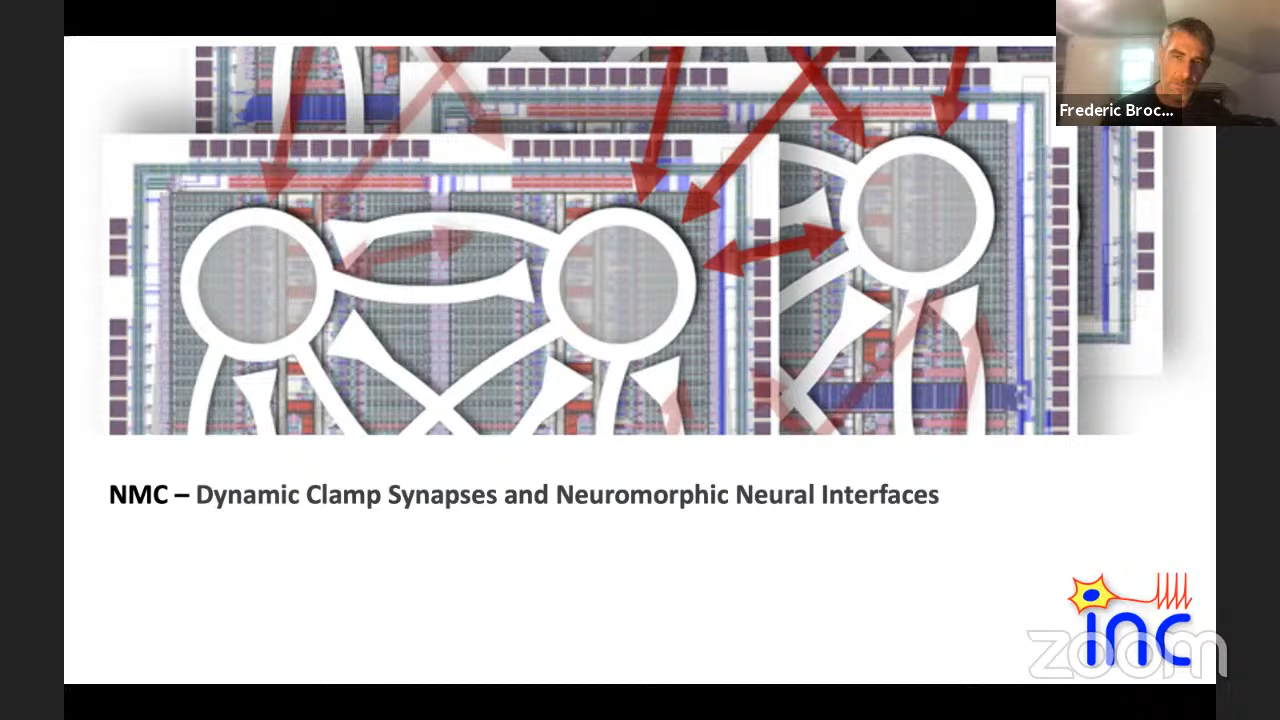 Frederic Broc...
NMC – Dynamic Clamp Synapses and Neuromorphic Neural Interfaces
inc
zoom